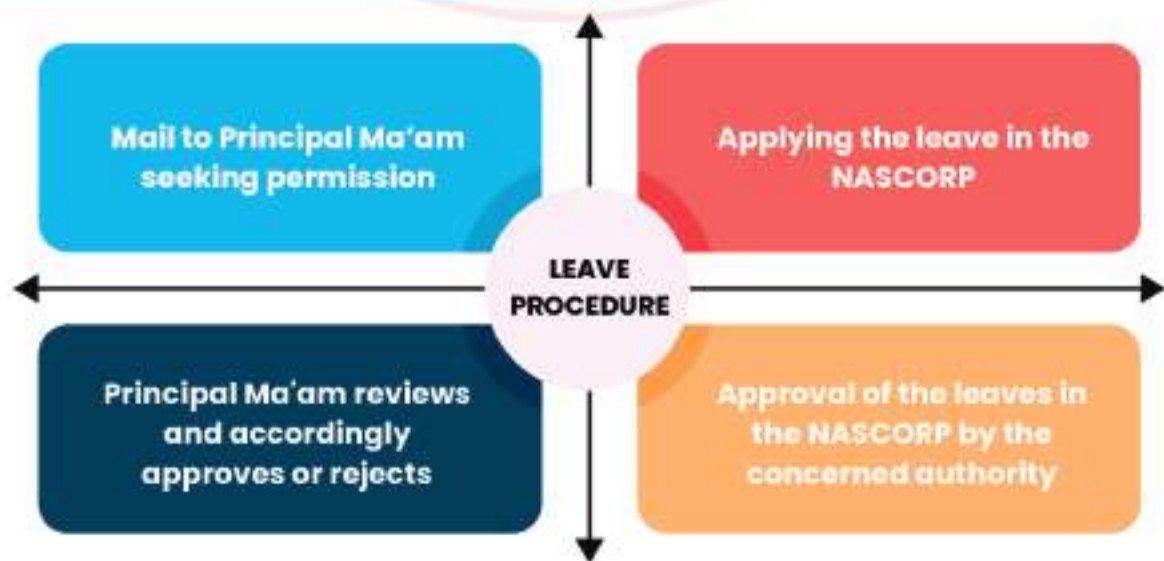 Mail to Principal Ma'am
seeking permission
Applying the leave in the
NASCORP
LEAVE
PROCEDURE
Principal Ma'am reviews
and accordingly
approves or rejects
Approval of the leaves in
the NASCORP by the
concerned authority